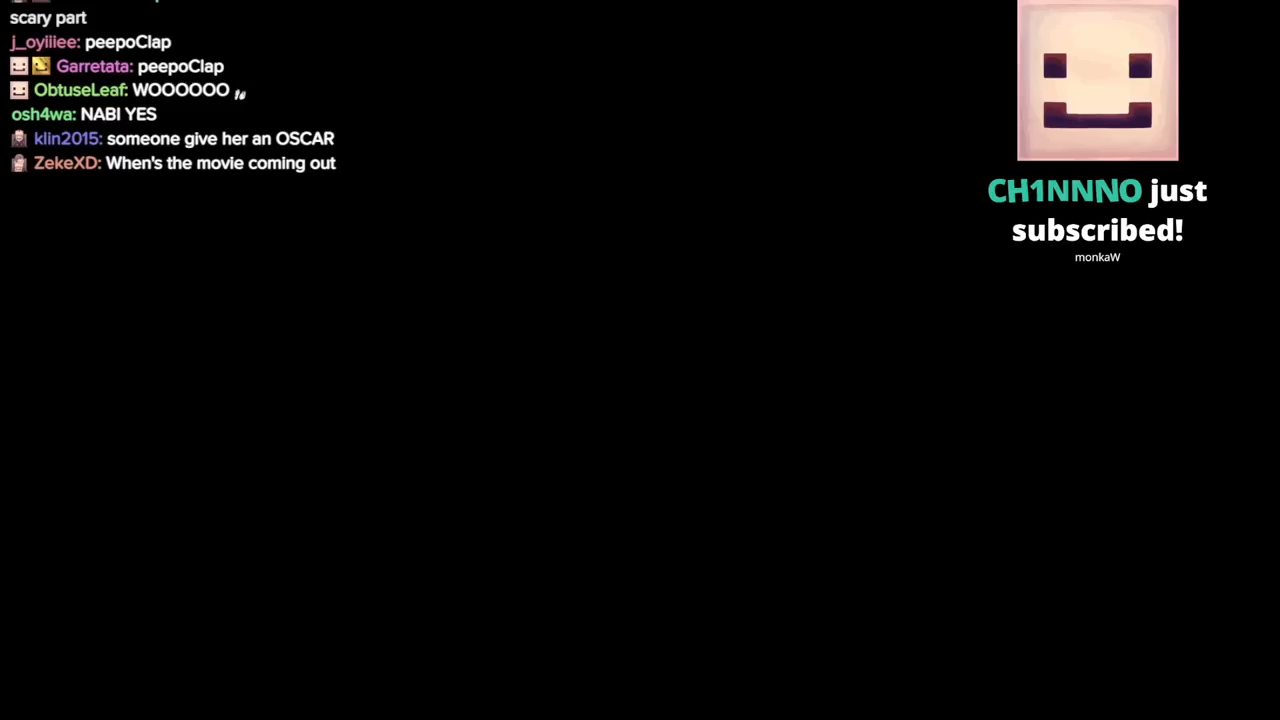 scary part
j_oyiiiee: peepoClap
Garretata: peepoClap
ObtuseLeaf: WOOOOOO
osh4wa: NABI YES
klin2015: someone give her an OSCAR
ZekeXD: When's the movie coming out
CH1NNNO just
subscribed!
monkaW